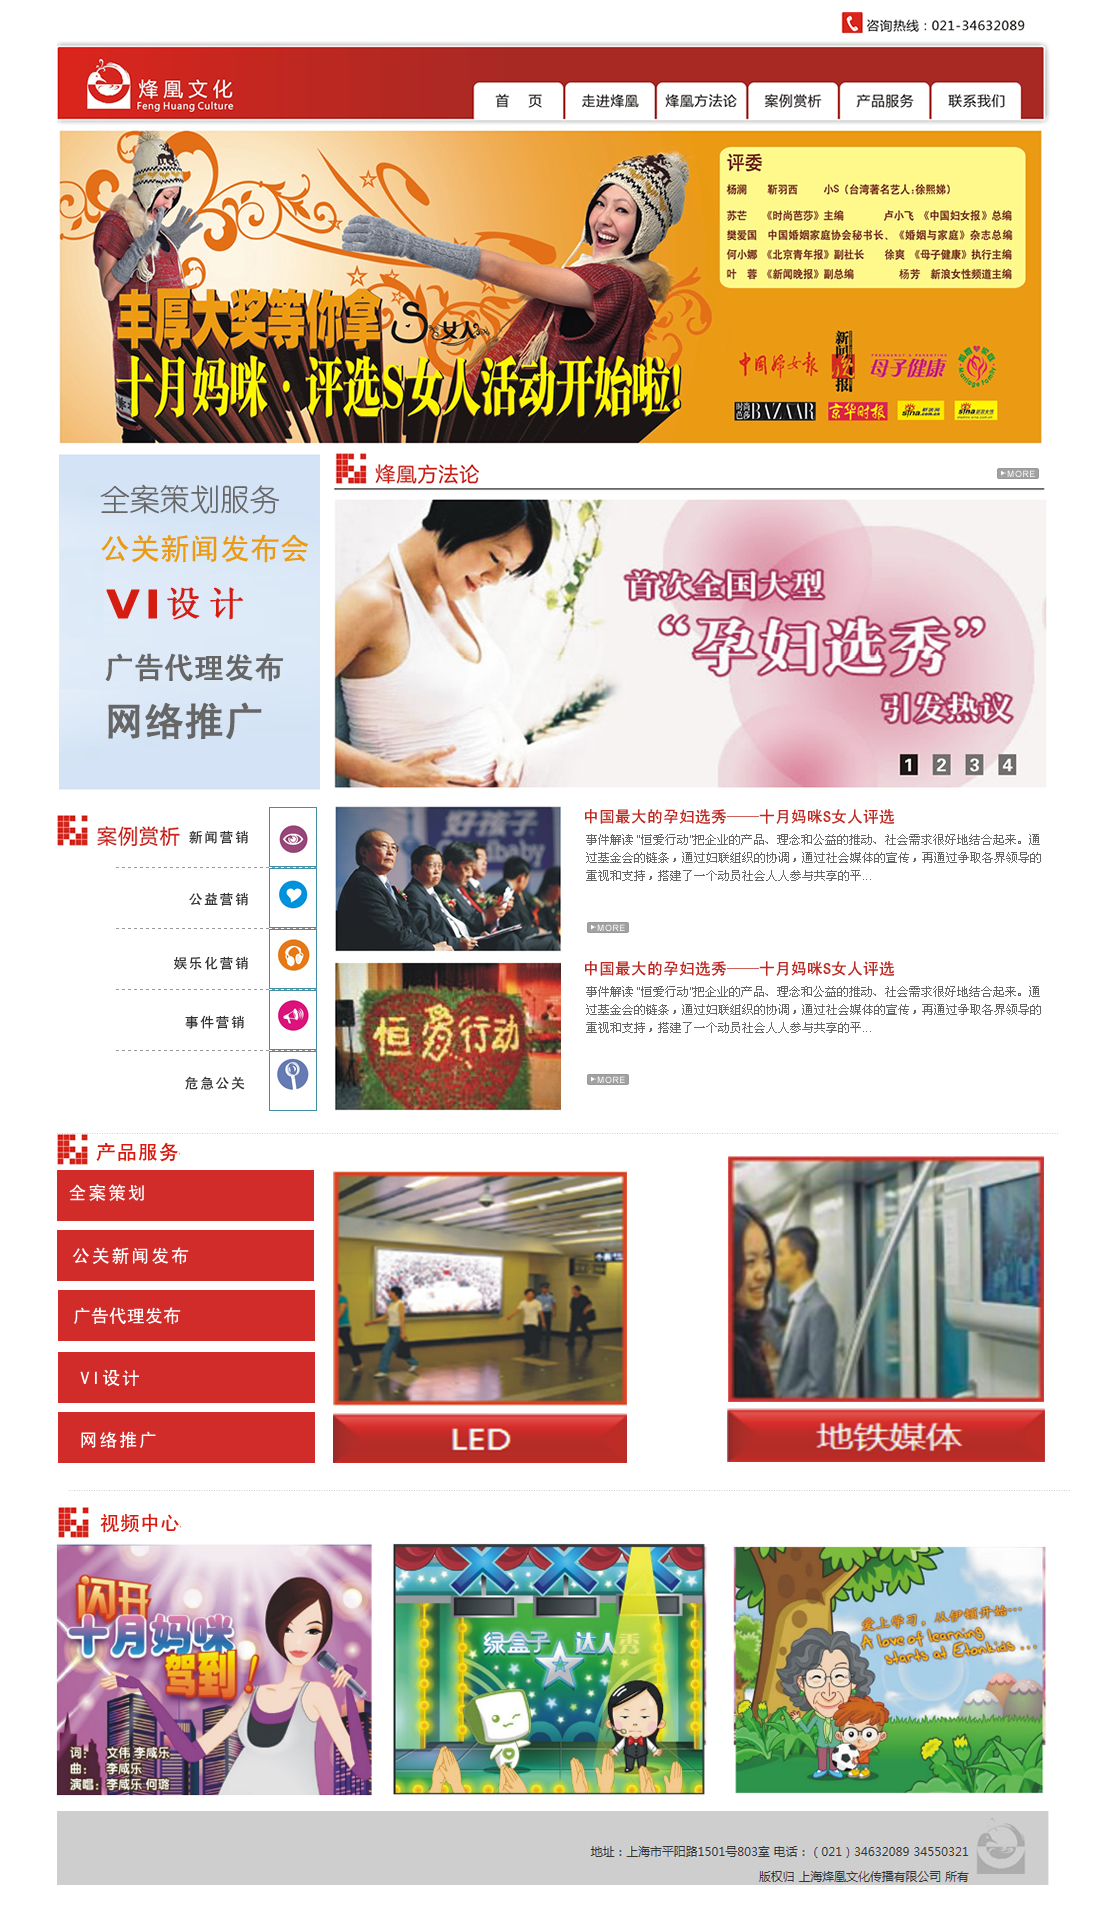 咨询热线：021-34632089
烽凰文化
Feng Huang Culture
首 页 走进烽凰 烽凰方法论 案例赏析 产品服务 联系我们
评委
杨澜 靳羽西 小S（台湾著名艺人:徐熙娣）
苏芒 《时尚芭莎》主编 卢小飞 《中国妇女报》总编
樊爱国 中国婚姻家庭协会秘书长、《婚姻与家庭》杂志总编
何小娜 《北京青年报》副社长 徐爽 《母子健康》执行主编
叶 蓉 《新闻晚报》副总编 杨芳 新浪女性频道主编
丰厚大奖等你拿
S女人
十月妈咪·评选S女人活动开始啦!
中国妇女报
新闻晚报
PREGNANCY & PARENTING
母子健康
Marriage Family
时尚芭莎 BAZAAR 京华时报 sina sina
全案策划服务
公关新闻发布会
VI设计
广告代理发布
网络推广
烽凰方法论
MORE
首次全国大型
“孕妇选秀”
引发热议
1 2 3 4
案例赏析
新闻营销
公益营销
娱乐化营销
事件营销
危急公关
好孩子
baby
中国最大的孕妇选秀——十月妈咪S女人评选
事件解读 “恒爱行动”把企业的产品、理念和公益的推动、社会需求很好地结合起来。通
过基金会的链条，通过妇联组织的协调，通过社会媒体的宣传，再通过争取各界领导的
重视和支持，搭建了一个动员社会人人参与共享的平...
MORE
恒爱行动
中国最大的孕妇选秀——十月妈咪S女人评选
事件解读 “恒爱行动”把企业的产品、理念和公益的推动、社会需求很好地结合起来。通
过基金会的链条，通过妇联组织的协调，通过社会媒体的宣传，再通过争取各界领导的
重视和支持，搭建了一个动员社会人人参与共享的平...
MORE
产品服务
全案策划
公关新闻发布
广告代理发布
VI设计
网络推广
LED
地铁媒体
视频中心
闪开
十月妈咪
驾到！
词： 文伟 李咸乐
曲： 李咸乐
演唱： 李咸乐 何璐
绿盒子 达人秀
爱上学习，从伊顿开始...
A love of learning
starts at Etonkids ...
地址：上海市平阳路1501号803室 电话：（021）34632089 34550321
版权归 上海烽凰文化传播有限公司 所有